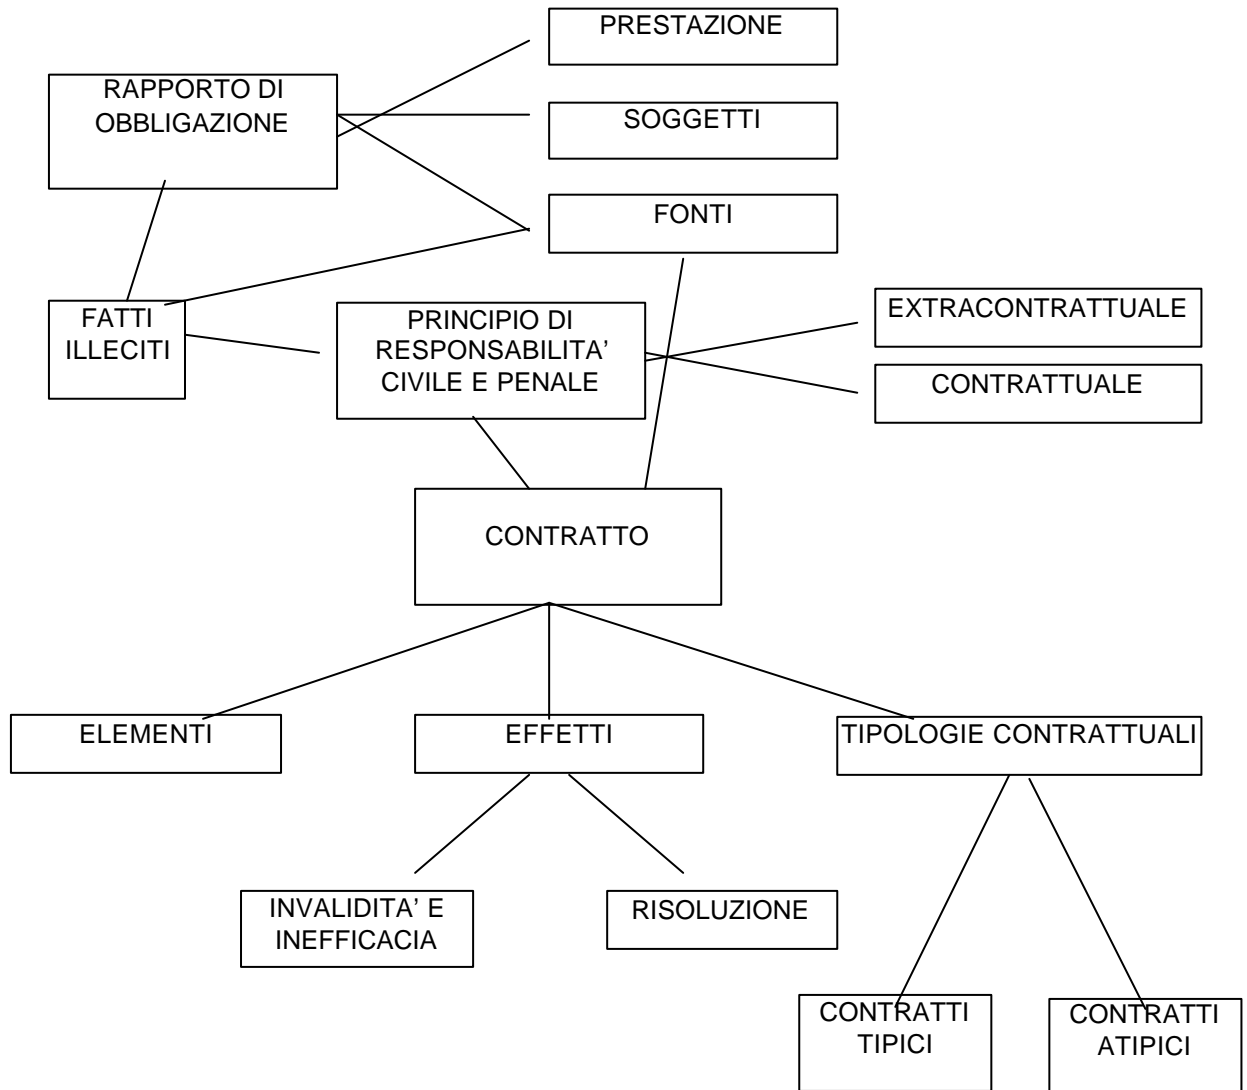 PRESTAZIONE
RAPPORTO DI
OBBLIGAZIONE
SOGGETTI
FONTI
FATTI
ILLECITI
PRINCIPIO DI
RESPONSABILITA’
CIVILE E PENALE
EXTRACONTRATTUALE
CONTRATTUALE
CONTRATTO
ELEMENTI
EFFETTI
TIPOLOGIE CONTRATTUALI
INVALIDITA’ E
INEFFICACIA
RISOLUZIONE
CONTRATTI
TIPICI
CONTRATTI
ATIPICI